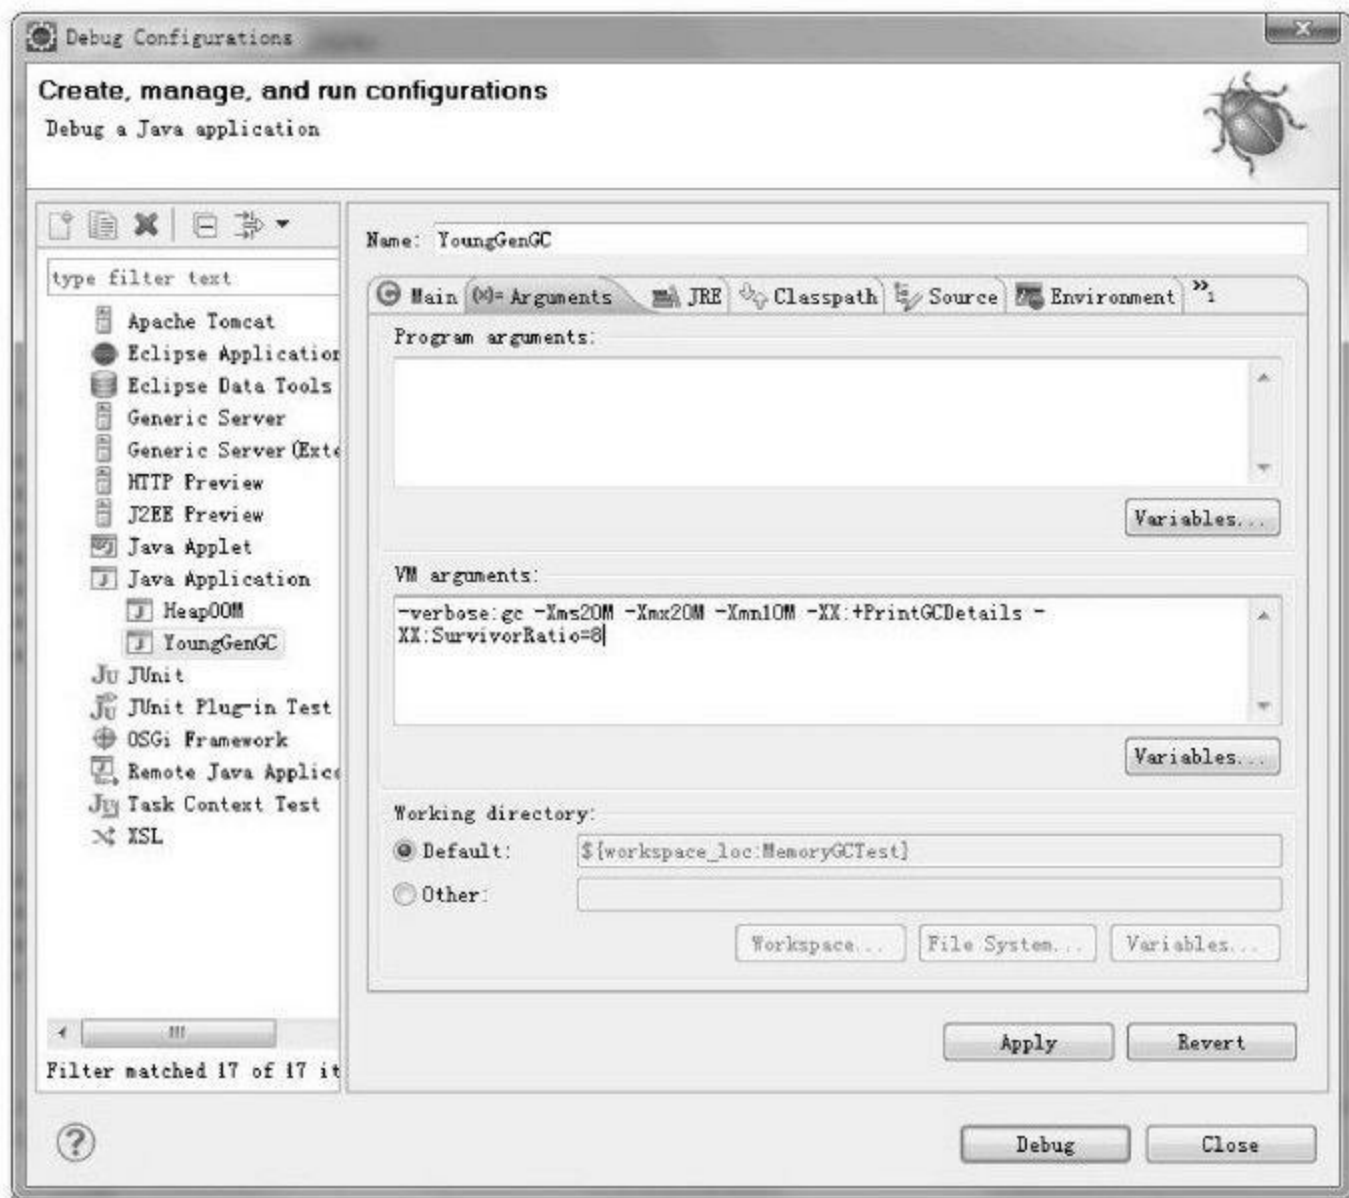 Debug Configurations
Create, manage, and run configurations
Debug a Java application
type filter text
Apache Tomcat
Eclipse Application
Eclipse Data Tools
Generic Server
Generic Server(Exte
HTTP Preview
J2EE Preview
Java Applet
Java Application
HeapOOM
YoungGenGC
JUnit
JUnit Plug-in Test
OSGi Framework
Remote Java Applic
Task Context Test
XSL
Filter matched 17 of 17 it
Name: YoungGenGC
Main (x)= Arguments JRE Classpath Source Environment »1
Program arguments:
Variables...
VM arguments:
-verbose:gc -Xms20M -Xmx20M -Xmn10M -XX:+PrintGCDetails -
XX:SurvivorRatio=8
Variables...
Working directory:
Default: ${workspace_loc:MemoryGCTest}
Other:
Workspace... File System... Variables...
Apply Revert
Debug Close